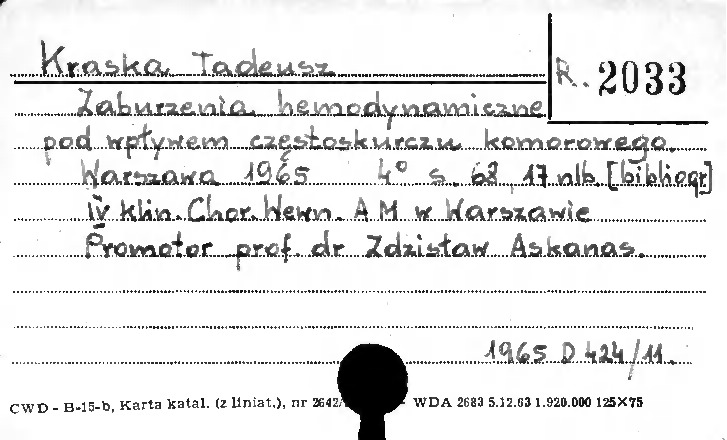 Kraska Tadeusz
R. 2033
Zaburzenia hemodynamiczne
pod wpływem częstoskurczu komorowego.
Warszawa 1965 4° s. 62, 17 nlb. [bibliogr]
IV Klin. Chor. Wewn. AM w Warszawie
Promotor prof. dr Zdzisław Askanas.
1965 D 424/11.
CWD - B-15-b, Karta katal. (z liniat.), nr 2642/ WDA 2683 5.12.63 1.920.000 125X75